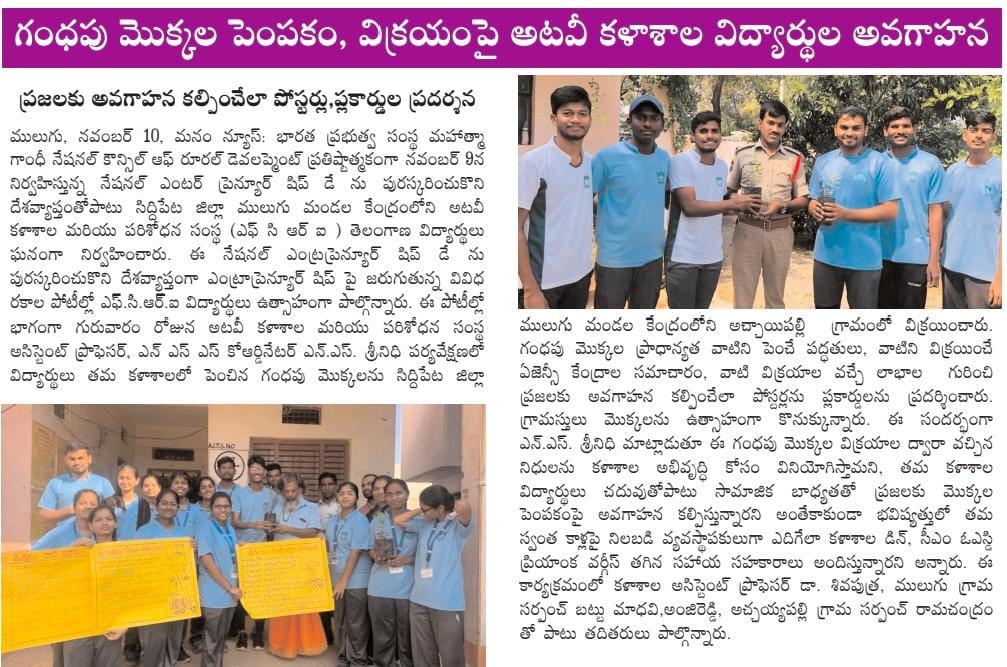 గంధపు మొక్కల పెంపకం, విక్రయంపై అటవీ కళాశాల విద్యార్థుల అవగాహన
ప్రజలకు అవగాహన కల్పించేలా పోస్టర్లు,ప్లకార్డుల ప్రదర్శన
ములుగు, నవంబర్ 10, మనం న్యూస్: భారత ప్రభుత్వ సంస్థ మహాత్మా
గాంధీ నేషనల్ కౌన్సిల్ ఆఫ్ రూరల్ డెవలప్మెంట్ ప్రతిష్టాత్మకంగా నవంబర్ 9న
నిర్వహిస్తున్న నేషనల్ ఎంటర్ ప్రెన్యూర్ షిప్ డే ను పురస్కరించుకొని
దేశవ్యాప్తంతోపాటు సిద్దిపేట జిల్లా ములుగు మండల కేంద్రంలోని అటవీ
కళాశాల మరియు పరిశోధన సంస్థ (ఎఫ్ సి ఆర్ ఐ ) తెలంగాణ విద్యార్థులు
ఘనంగా నిర్వహించారు. ఈ నేషనల్ ఎంట్రప్రెన్యూర్ షిప్ డే ను
పురస్కరించుకొని దేశవ్యాప్తంగా ఎంట్రాప్రెన్యూర్ షిప్ పై జరుగుతున్న వివిధ
రకాల పోటీల్లో ఎఫ్.సి.ఆర్.ఐ విద్యార్థులు ఉత్సాహంగా పాల్గొన్నారు. ఈ పోటీల్లో
భాగంగా గురువారం రోజున అటవీ కళాశాల మరియు పరిశోధన సంస్థ
అసిస్టెంట్ ప్రొఫెసర్, ఎన్ ఎస్ ఎస్ కోఆర్డినేటర్ ఎన్.ఎస్. శ్రీనిధి పర్యవేక్షణలో
విద్యార్థులు తమ కళాశాలలో పెంచిన గంధపు మొక్కలను సిద్దిపేట జిల్లా
ములుగు మండల కేంద్రంలోని అచ్చాయిపల్లి గ్రామంలో విక్రయించారు.
గంధపు మొక్కల ప్రాధాన్యత వాటిని పెంచే పద్ధతులు, వాటిని విక్రయించే
ఏజెన్సీ కేంద్రాల సమాచారం, వాటి విక్రయాల వచ్చే లాభాల గురించి
ప్రజలకు అవగాహన కల్పించేలా పోస్టర్లను ప్లకార్డులను ప్రదర్శించారు.
గ్రామస్తులు మొక్కలను ఉత్సాహంగా కొనుక్కున్నారు. ఈ సందర్భంగా
ఎన్.ఎస్. శ్రీనిధి మాట్లాడుతూ ఈ గంధపు మొక్కల విక్రయాల ద్వారా వచ్చిన
నిధులను కళాశాల అభివృద్ధి కోసం వినియోగిస్తామని, తమ కళాశాల
విద్యార్థులు చదువుతోపాటు సామాజిక బాధ్యతతో ప్రజలకు మొక్కల
పెంపకంపై అవగాహన కల్పిస్తున్నారని అంతేకాకుండా భవిష్యత్తులో తమ
స్వంత కాళ్లపై నిలబడి వ్యవస్థాపకులుగా ఎదిగేలా కళాశాల డీన్, సీఎం ఓఎస్డి
ప్రియాంక వర్గీస్ తగిన సహాయ సహకారాలు అందిస్తున్నారని అన్నారు. ఈ
కార్యక్రమంలో కళాశాల అసిస్టెంట్ ప్రొఫెసర్ డా. శివపుత్ర, ములుగు గ్రామ
సర్పంచ్ బట్టు మాధవి,అంజిరెడ్డి, అచ్చయ్యపల్లి గ్రామ సర్పంచ్ రామచంద్రం
తో పాటు తదితరులు పాల్గొన్నారు.